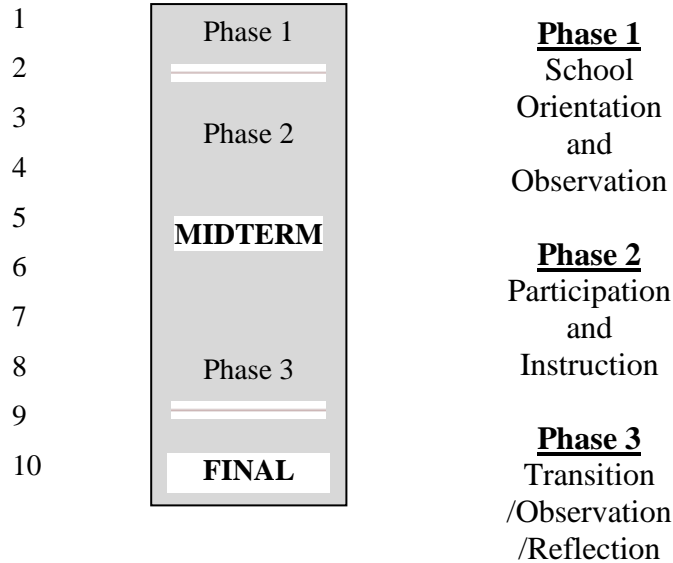 1
2
3
4
5
6
7
8
9
10
Phase 1
Phase 2
MIDTERM
Phase 3
FINAL
Phase 1
School
Orientation
and
Observation
Phase 2
Participation
and
Instruction
Phase 3
Transition
/Observation
/Reflection